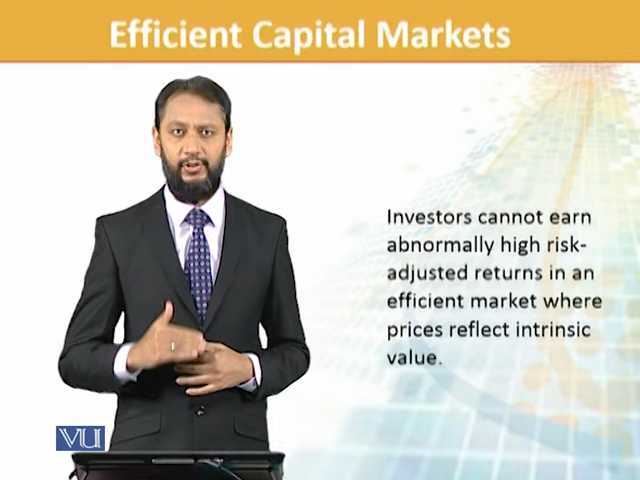 Efficient Capital Markets
Investors cannot earn
abnormally high risk-
adjusted returns in an
efficient market where
prices reflect intrinsic
value.
VU